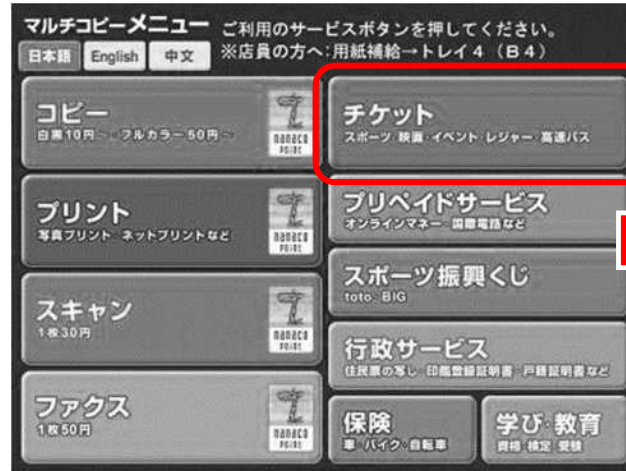 マルチコピーメニュー
ご利用のサービスボタンを押してください。
日本語 English 中文
※店員の方へ:用紙補給→トレイ4(B4)
コピー
白黒10円~ フルカラー50円~
nanaco
POINT
チケット
スポーツ・映画・イベント・レジャー・高速バス
プリント
写真プリント・ネットプリントなど
nanaco
POINT
プリペイドサービス
オンラインマネー・国際電話など
スキャン
1枚30円
nanaco
POINT
スポーツ振興くじ
toto・BIG
行政サービス
住民票の写し・印鑑登録証明書・戸籍証明書など
ファクス
1枚50円
nanaco
POINT
保険
車・バイク・自転車
学び・教育
資格・検定・受験